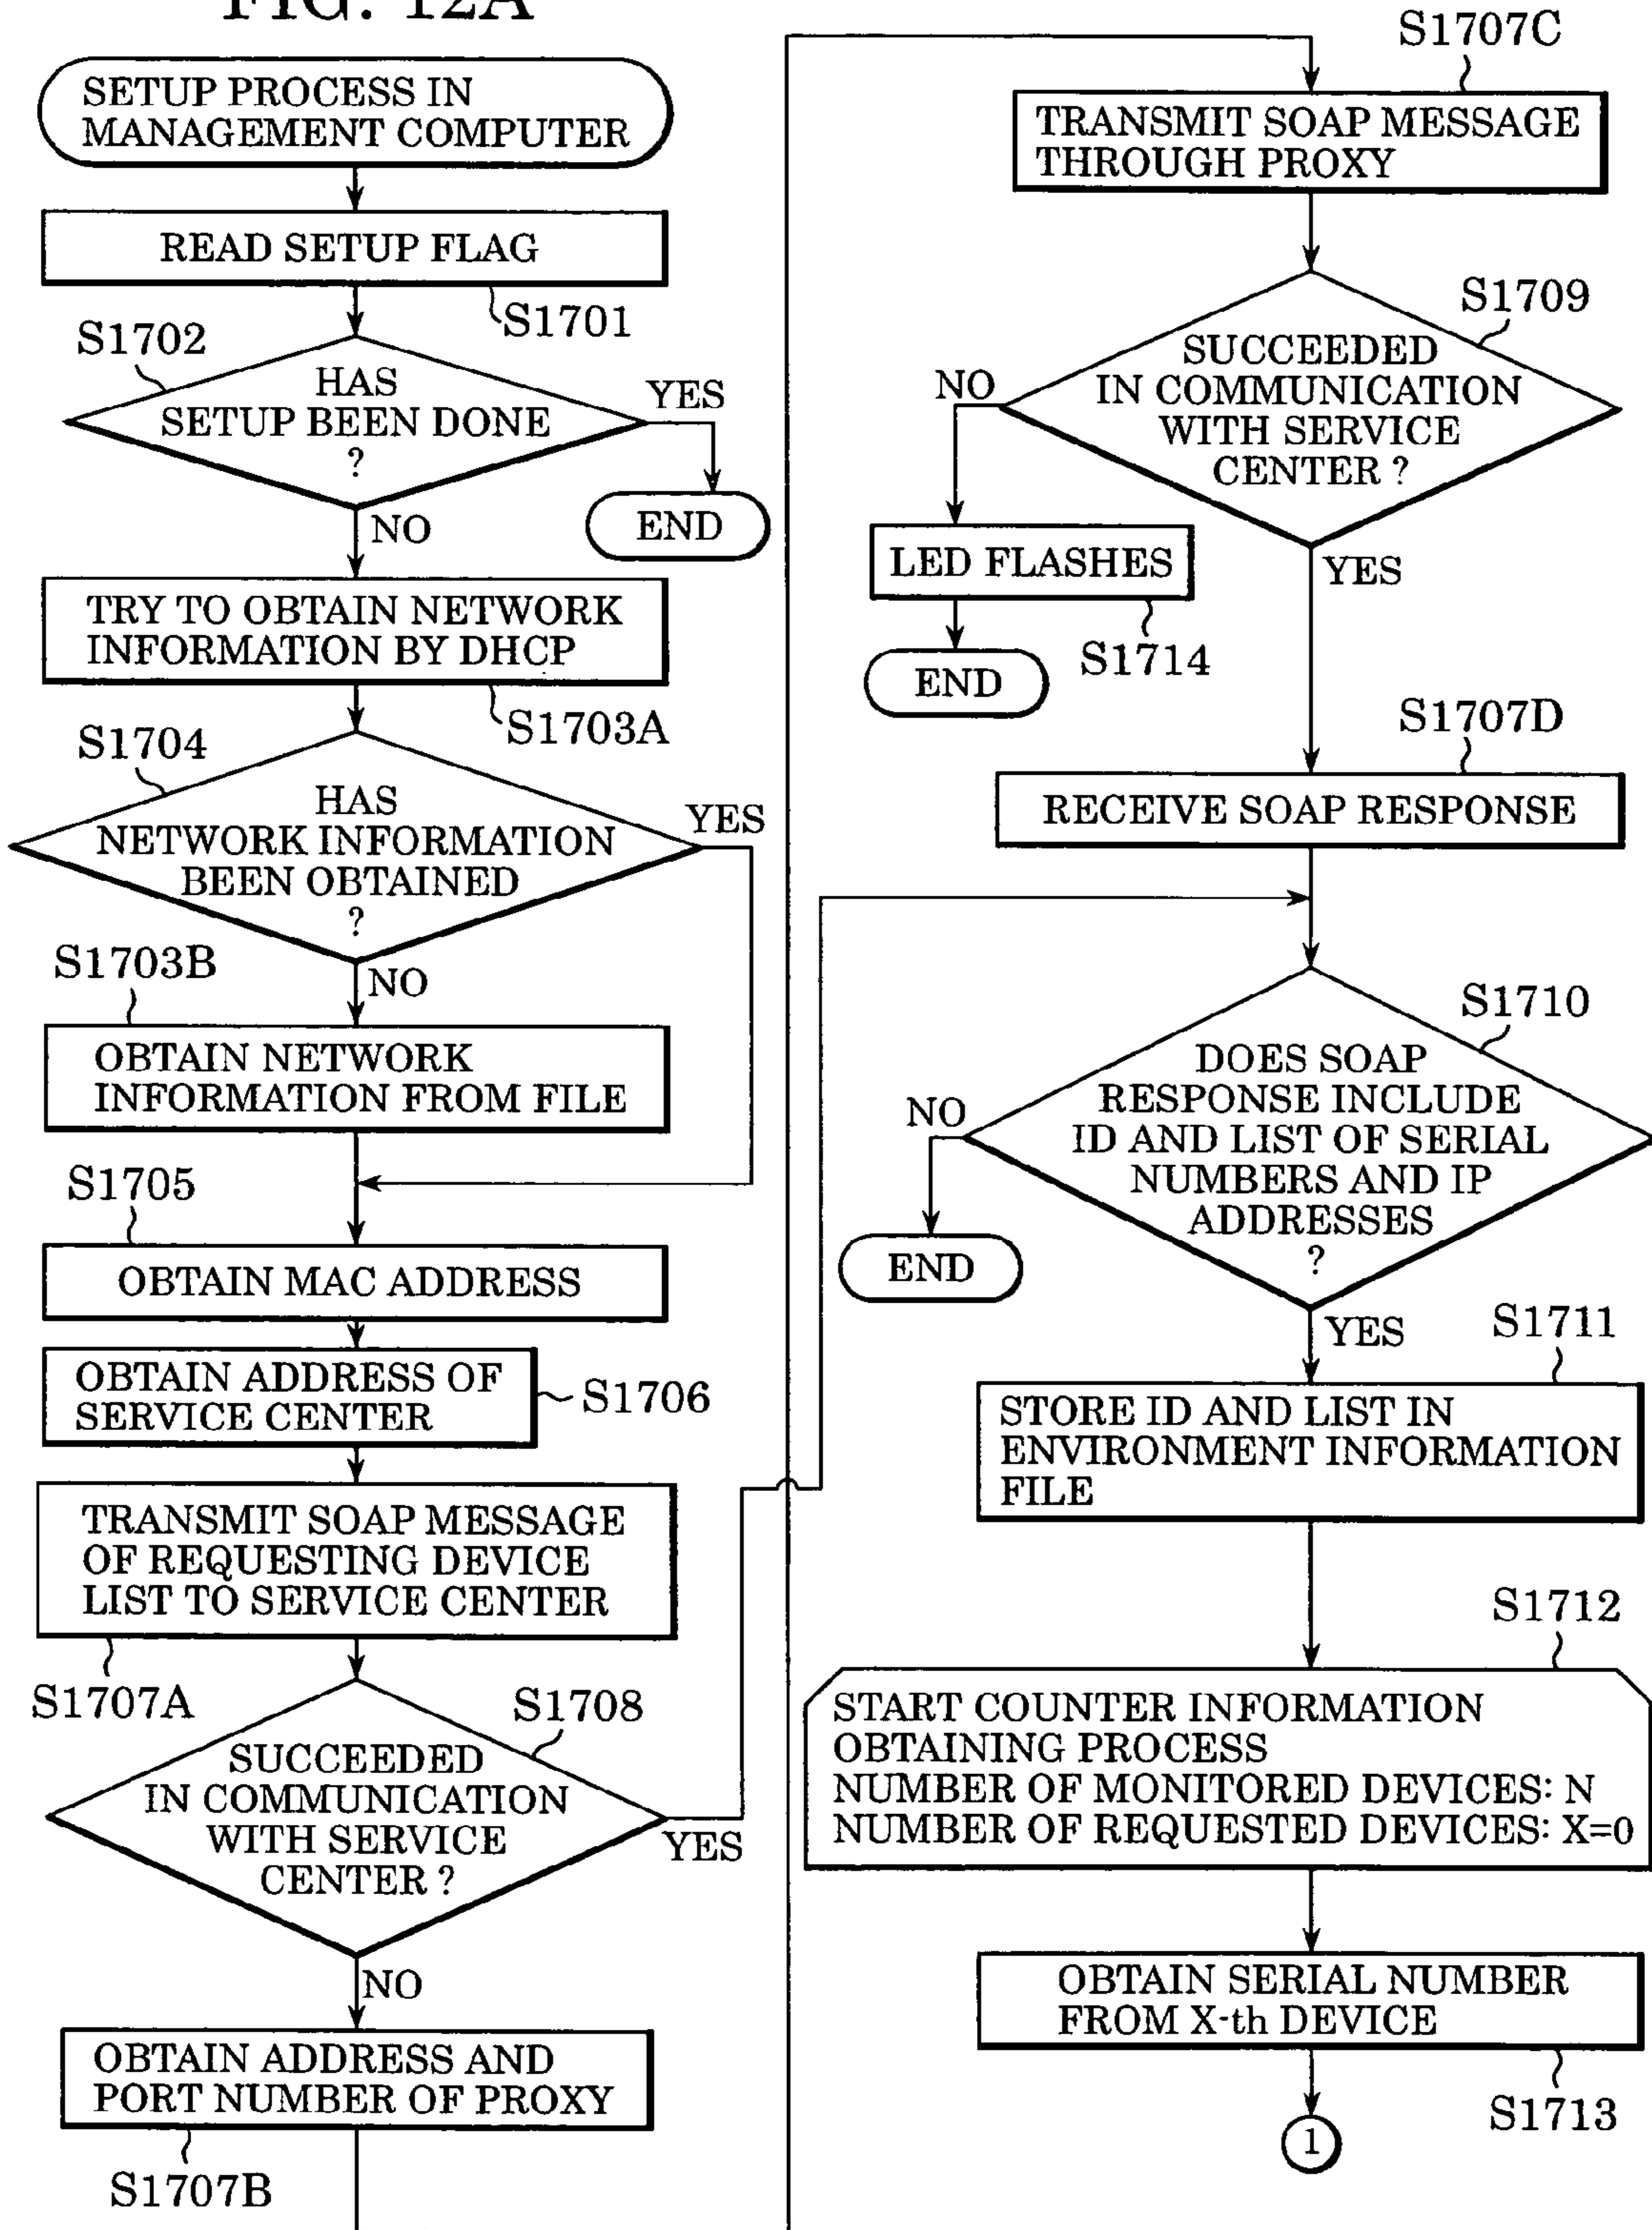 FIG. 12A
SETUP PROCESS IN
MANAGEMENT COMPUTER
READ SETUP FLAG
S1701
S1702
HAS
SETUP BEEN DONE
?
YES
END
NO
TRY TO OBTAIN NETWORK
INFORMATION BY DHCP
S1703A
S1704
HAS
NETWORK INFORMATION
BEEN OBTAINED
?
YES
NO
S1703B
OBTAIN NETWORK
INFORMATION FROM FILE
S1705
OBTAIN MAC ADDRESS
OBTAIN ADDRESS OF
SERVICE CENTER
S1706
TRANSMIT SOAP MESSAGE
OF REQUESTING DEVICE
LIST TO SERVICE CENTER
S1707A
S1708
SUCCEEDED
IN COMMUNICATION
WITH SERVICE
CENTER ?
YES
NO
OBTAIN ADDRESS AND
PORT NUMBER OF PROXY
S1707B
S1707C
TRANSMIT SOAP MESSAGE
THROUGH PROXY
S1709
SUCCEEDED
IN COMMUNICATION
WITH SERVICE
CENTER ?
NO
LED FLASHES
S1714
END
YES
S1707D
RECEIVE SOAP RESPONSE
S1710
DOES SOAP
RESPONSE INCLUDE
ID AND LIST OF SERIAL
NUMBERS AND IP
ADDRESSES
?
NO
END
YES
S1711
STORE ID AND LIST IN
ENVIRONMENT INFORMATION
FILE
S1712
START COUNTER INFORMATION
OBTAINING PROCESS
NUMBER OF MONITORED DEVICES: N
NUMBER OF REQUESTED DEVICES: X=0
OBTAIN SERIAL NUMBER
FROM X-th DEVICE
S1713
1